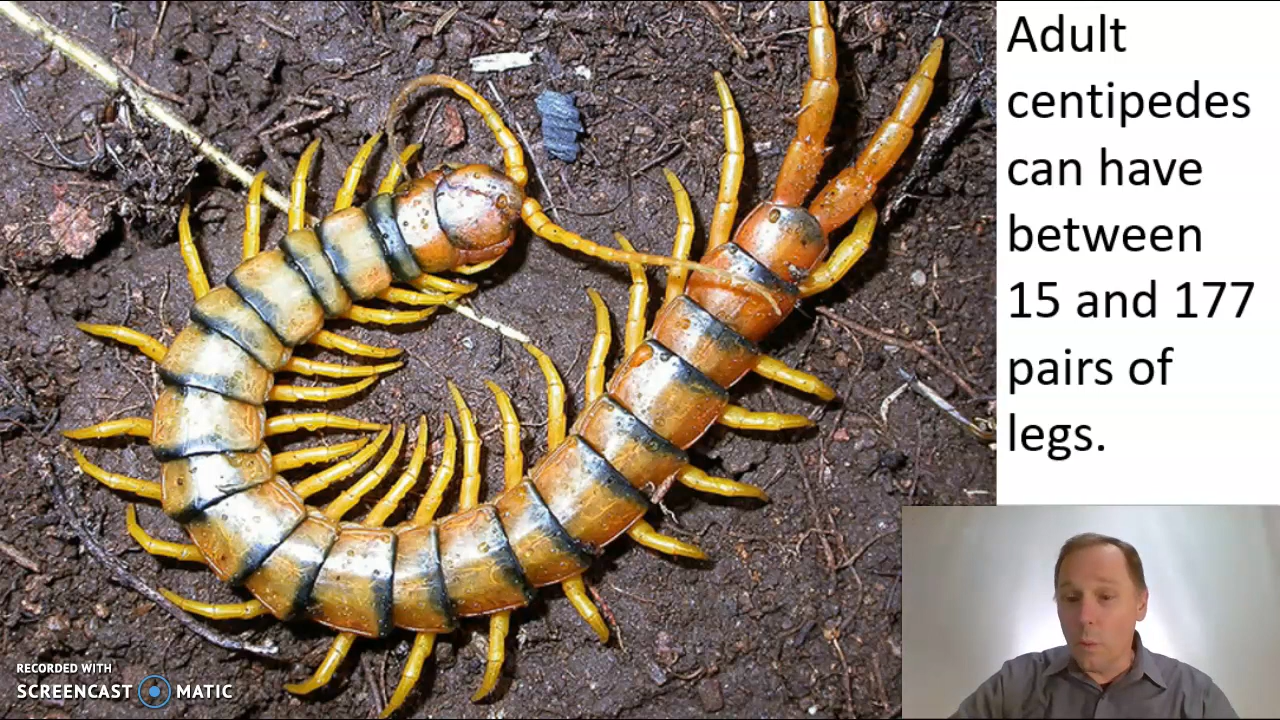 Adult
centipedes
can have
between
15 and 177
pairs of
legs.
RECORDED WITH
SCREENCAST MATIC